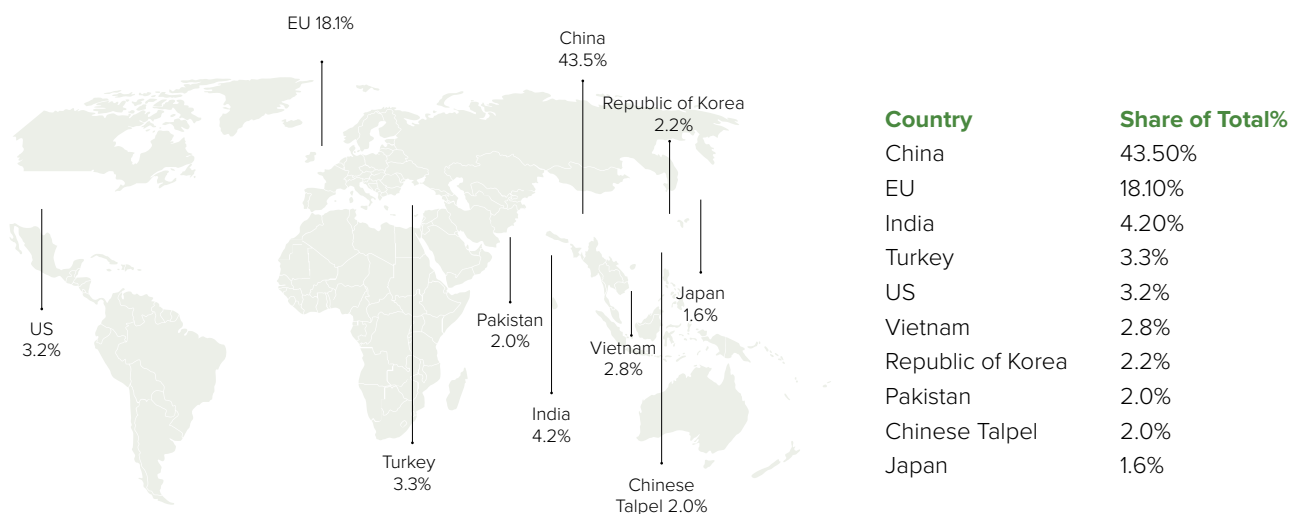 EU 18.1%
China
43.5%
Republic of Korea
2.2%
US
3.2%
Pakistan
2.0%
Japan
1.6%
Vietnam
2.8%
India
4.2%
Turkey
3.3%
Chinese
Talpel 2.0%
Country Share of Total%
China 43.50%
EU 18.10%
India 4.20%
Turkey 3.3%
US 3.2%
Vietnam 2.8%
Republic of Korea 2.2%
Pakistan 2.0%
Chinese Talpel 2.0%
Japan 1.6%